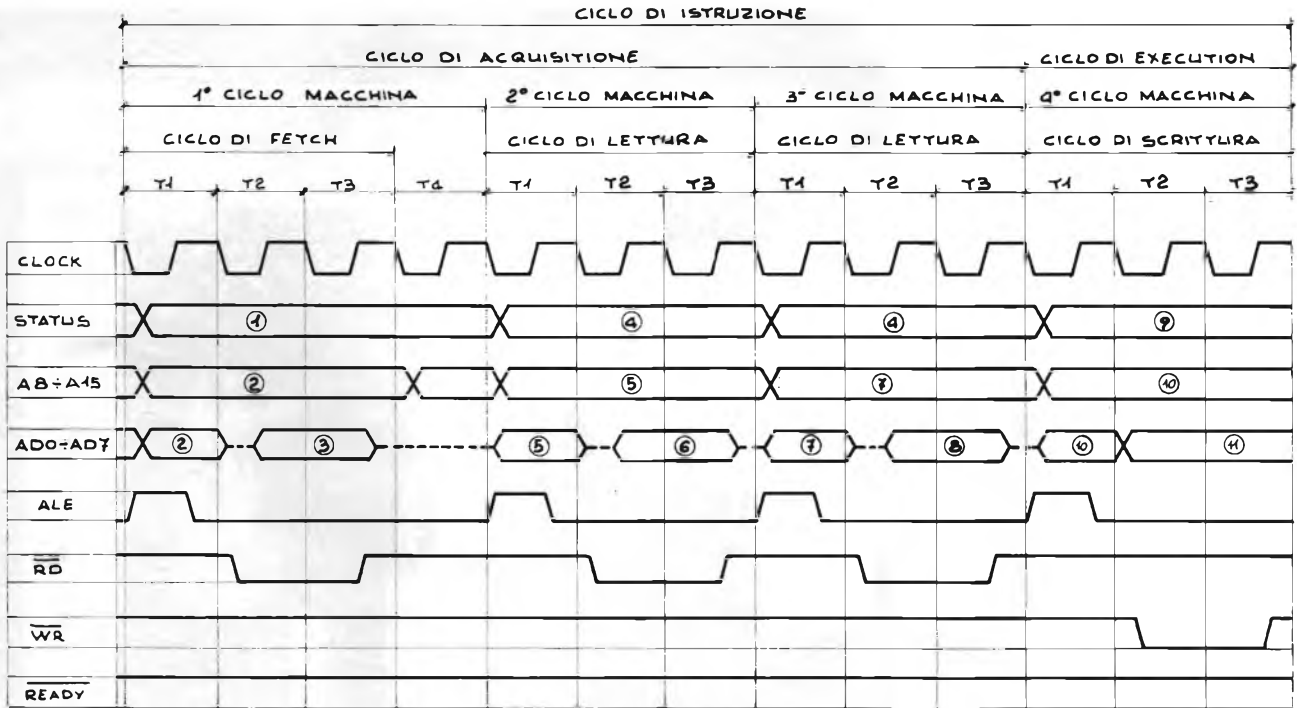 CICLO DI ISTRUZIONE
CICLO DI ACQUISITIONE CICLO DI EXECUTION
1° CICLO MACCHINA 2° CICLO MACCHINA 3° CICLO MACCHINA 4° CICLO MACCHINA
CICLO DI FETCH CICLO DI LETTURA CICLO DI LETTURA CICLO DI SCRITTURA
T1 T2 T3 T4 T1 T2 T3 T1 T2 T3 T1 T2 T3
CLOCK
STATUS 1 4 4 9
A8÷A15 2 5 7 10
AD0÷AD7 2 3 5 6 7 8 10 11
ALE
RD
WR
READY